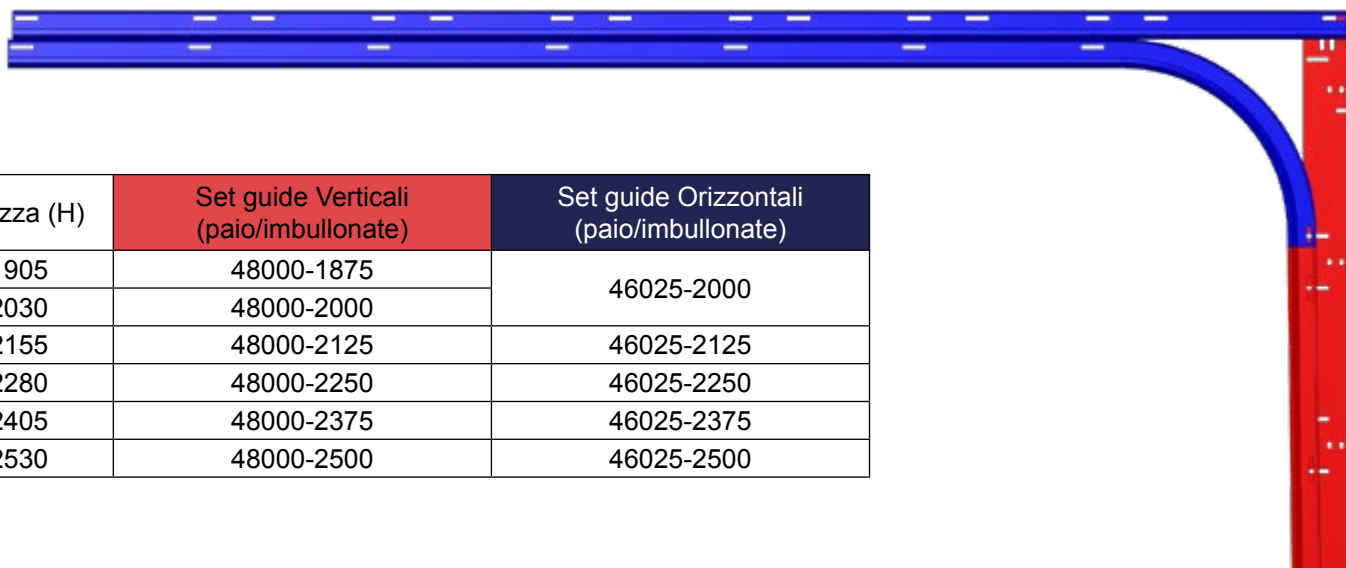 zza (H) Set guide Verticali (paio/imbullonate) Set guide Orizzontali (paio/imbullonate)
905 48000-1875 46025-2000
2030 48000-2000
2155 48000-2125 46025-2125
2280 48000-2250 46025-2250
2405 48000-2375 46025-2375
2530 48000-2500 46025-2500